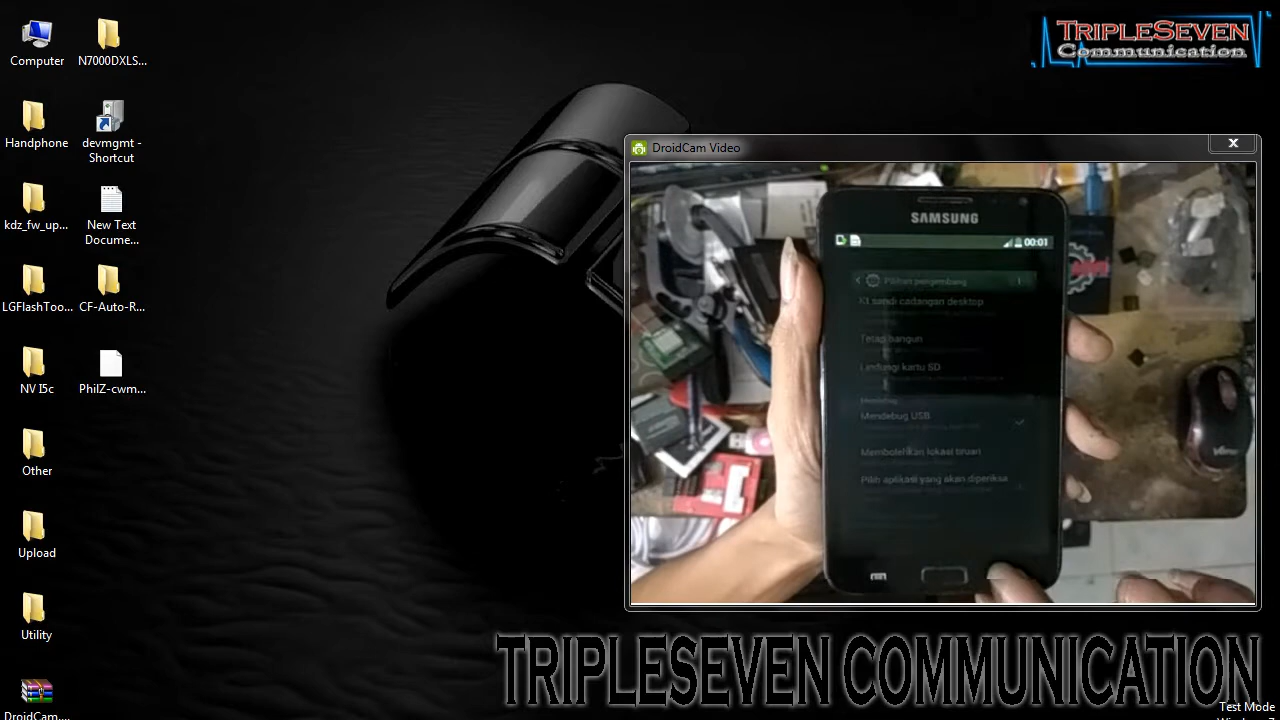 Computer
N7000DXLS...
Handphone
devmgmt -
Shortcut
kdz_fw_up...
New Text
Docume...
LGFlashToo...
CF-Auto-R...
NV I5c
PhilZ-cwm...
Other
Upload
Utility
DroidCam....
TRIPLESEVEN
Communication
DroidCam Video
SAMSUNG
00:01
Pilihan pengembang
sandi cadangan desktop
Tetap bangun
Lindungi kartu SD
Mendebug USB
Membolehkan lokasi tiruan
Pilih aplikasi yang akan diperiksa
TRIPLESEVEN COMMUNICATION
Test Mode